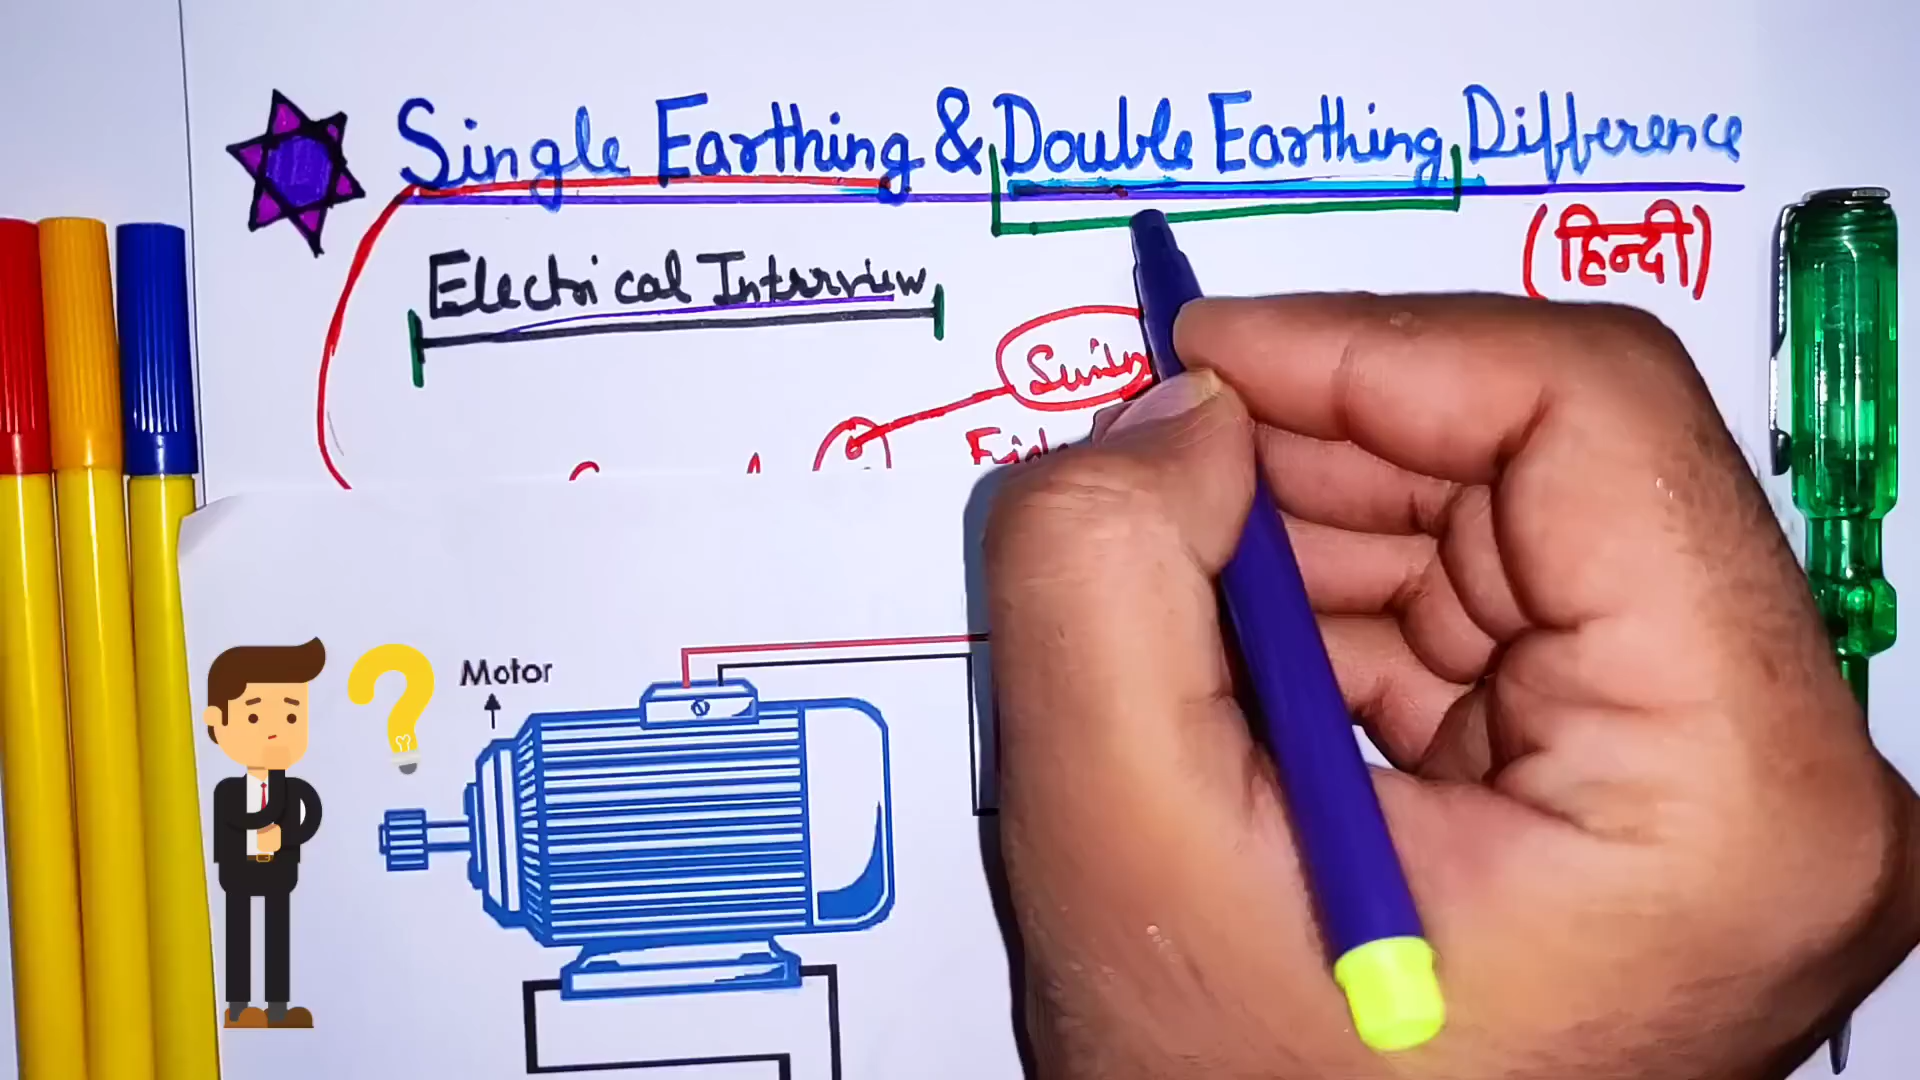 Single Earthing & Double Earthing Difference
(हिन्दी)
Electrical Interview
Motor